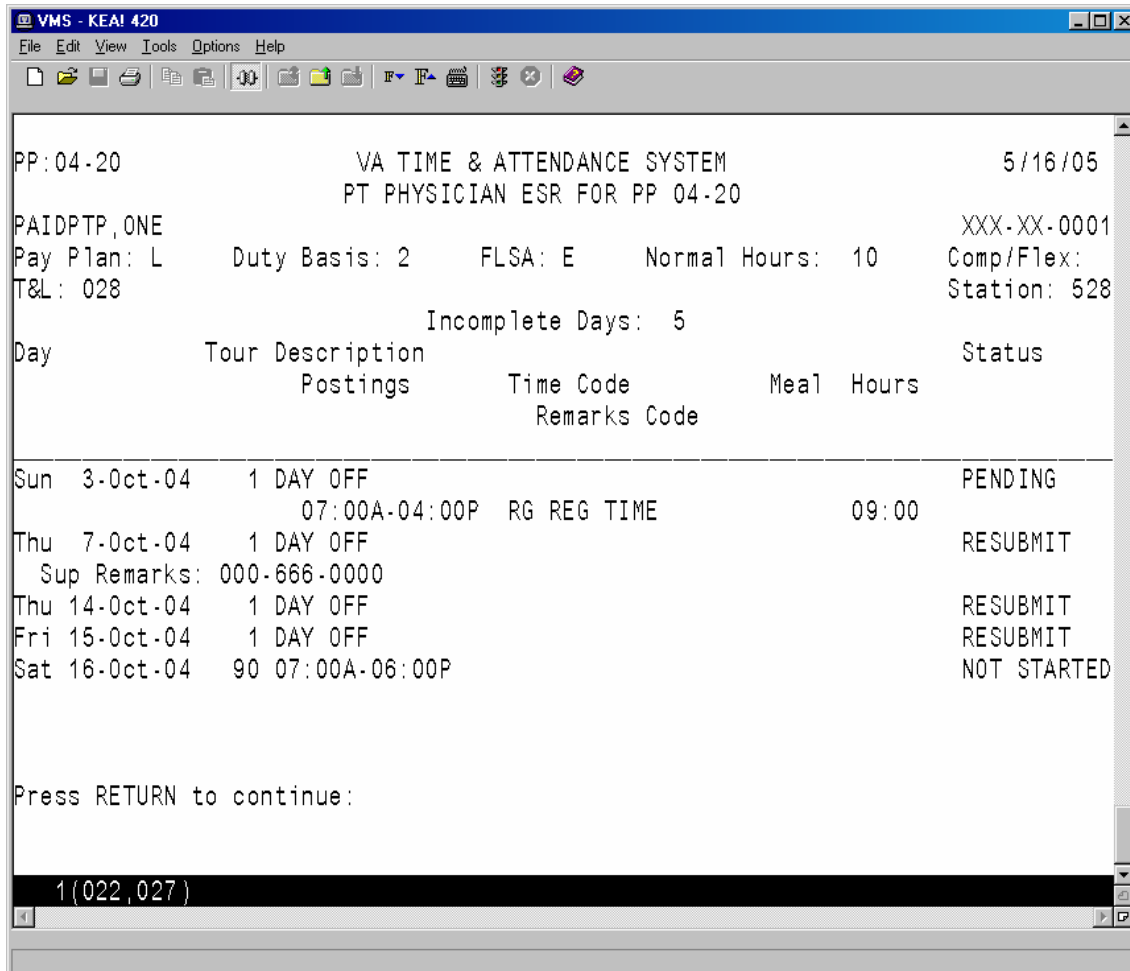 VMS - KEA! 420
File Edit View Tools Options Help
PP:04-20 VA TIME & ATTENDANCE SYSTEM 5/16/05
PT PHYSICIAN ESR FOR PP 04-20
PAIDPTP,ONE XXX-XX-0001
Pay Plan: L Duty Basis: 2 FLSA: E Normal Hours: 10 Comp/Flex:
T&L: 028 Station: 528
Incomplete Days: 5
Day Tour Description Status
Postings Time Code Meal Hours
Remarks Code
Sun 3-Oct-04 1 DAY OFF PENDING
07:00A-04:00P RG REG TIME 09:00
Thu 7-Oct-04 1 DAY OFF RESUBMIT
Sup Remarks: 000-666-0000
Thu 14-Oct-04 1 DAY OFF RESUBMIT
Fri 15-Oct-04 1 DAY OFF RESUBMIT
Sat 16-Oct-04 90 07:00A-06:00P NOT STARTED
Press RETURN to continue:
1(022,027)